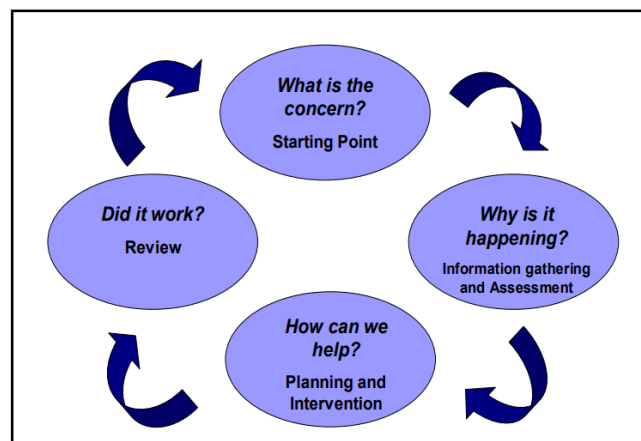 What is the
concern?
Starting Point
Why is it
happening?
Information gathering
and Assessment
How can we
help?
Planning and
Intervention
Did it work?
Review